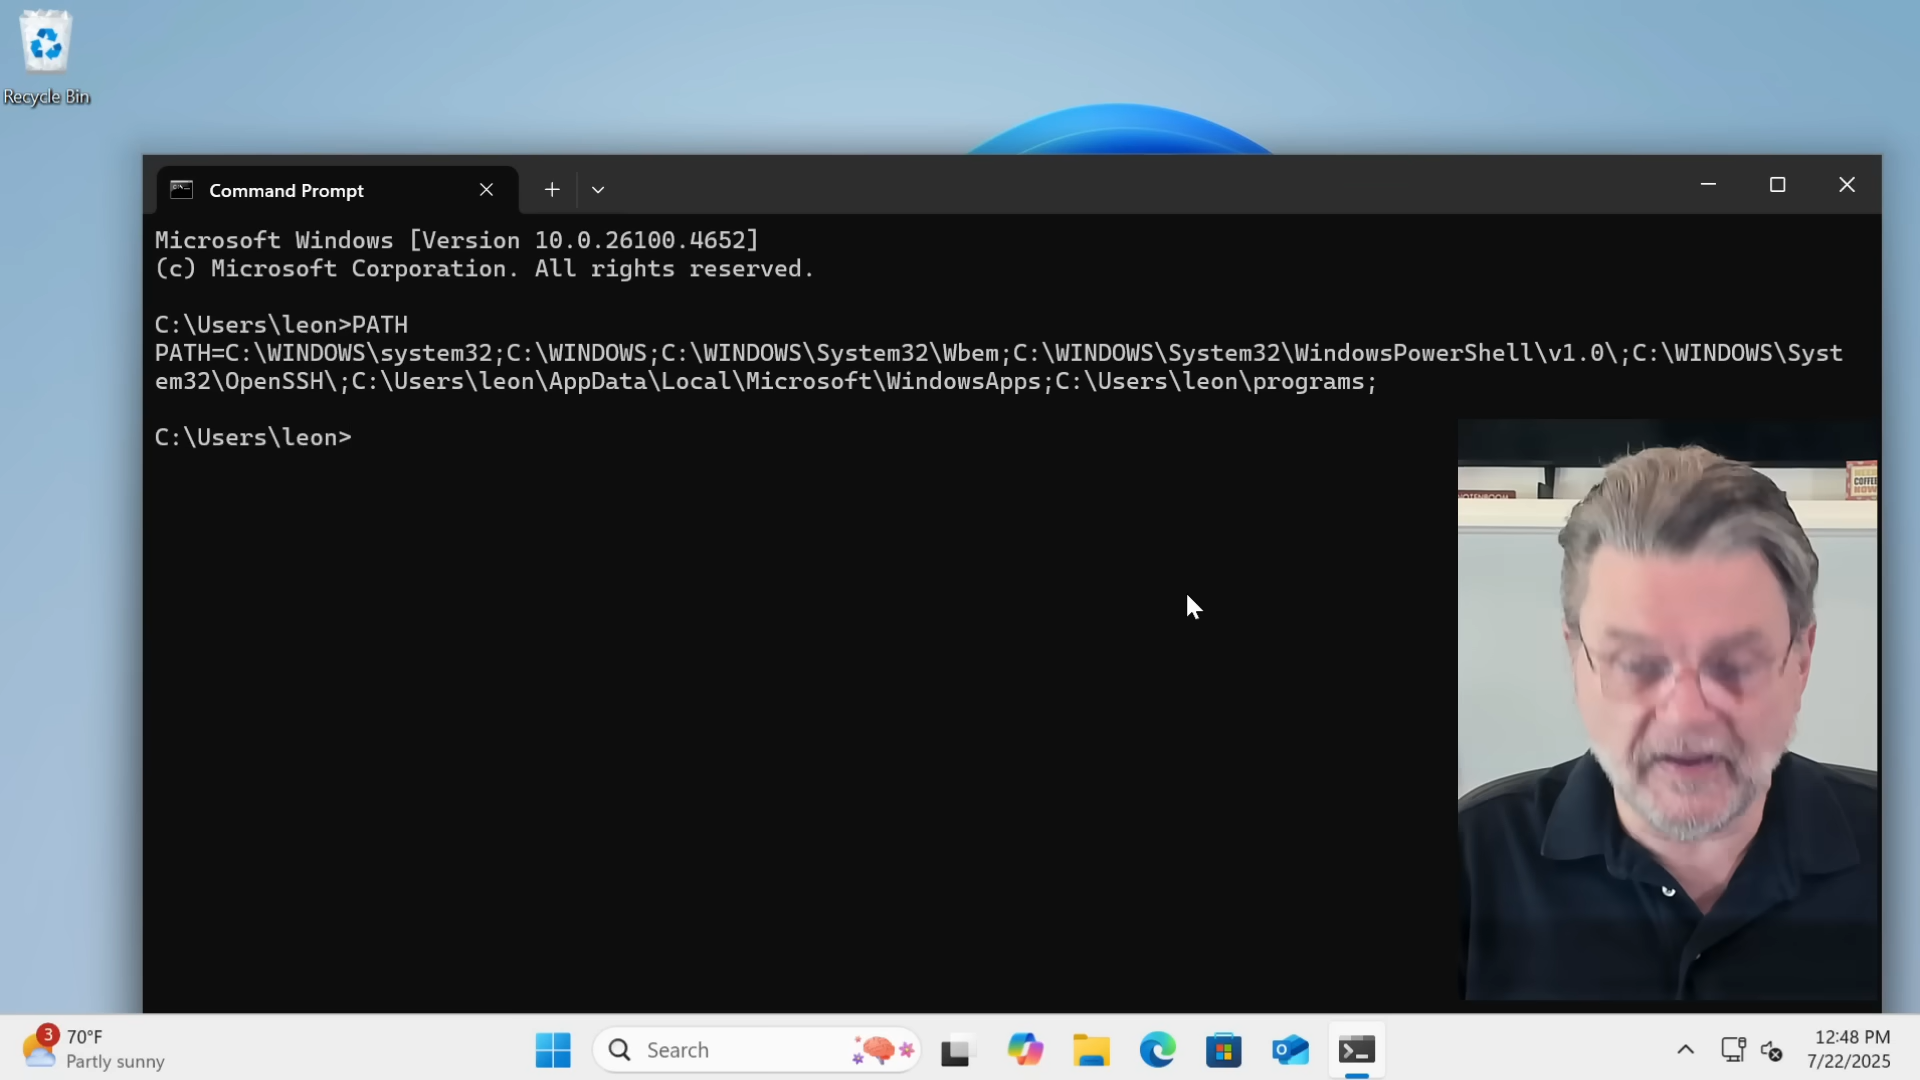 Recycle Bin
Command Prompt
Microsoft Windows [Version 10.0.26100.4652]
(c) Microsoft Corporation. All rights reserved.
C:\Users\leon>PATH
PATH=C:\WINDOWS\system32;C:\WINDOWS;C:\WINDOWS\System32\Wbem;C:\WINDOWS\System32\WindowsPowerShell\v1.0\;C:\WINDOWS\Syst
em32\OpenSSH\;C:\Users\leon\AppData\Local\Microsoft\WindowsApps;C:\Users\leon\programs;
C:\Users\leon>
COFFEE
NOW
3
70°F
Partly sunny
Search
12:48 PM
7/22/2025